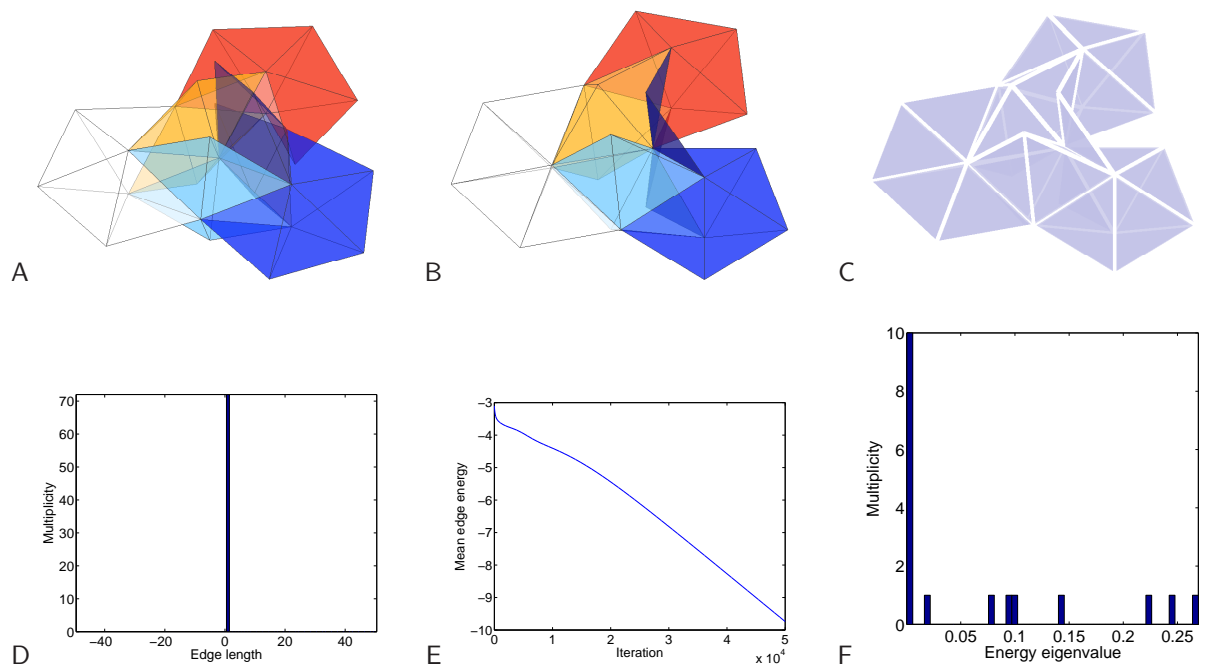 A
B
C
70
60
50
40
30
20
10
0
Multiplicity
−40
−20
0
20
40
Edge length
D
−3
−4
−5
−6
−7
−8
−9
−10
Mean edge energy
0
1
2
3
4
5
x 10⁴
Iteration
E
10
8
6
4
2
0
Multiplicity
0.05
0.1
0.15
0.2
0.25
Energy eigenvalue
F